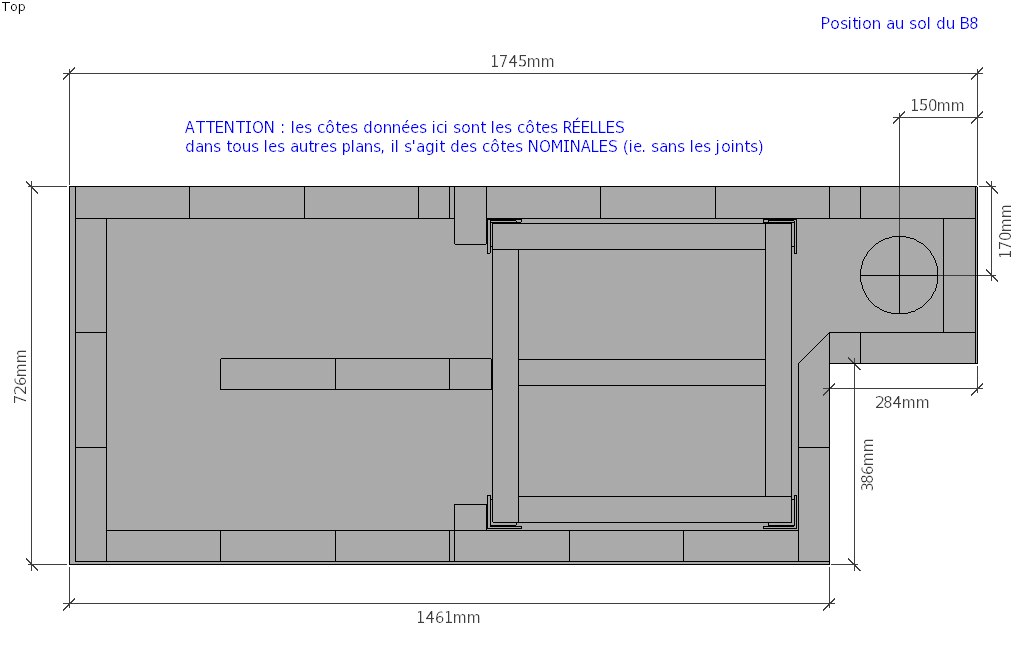 Top
Position au sol du B8
1745mm
150mm
ATTENTION : les côtes données ici sont les côtes RÉELLES
dans tous les autres plans, il s'agit des côtes NOMINALES (ie. sans les joints)
170mm
726mm
284mm
386mm
1461mm